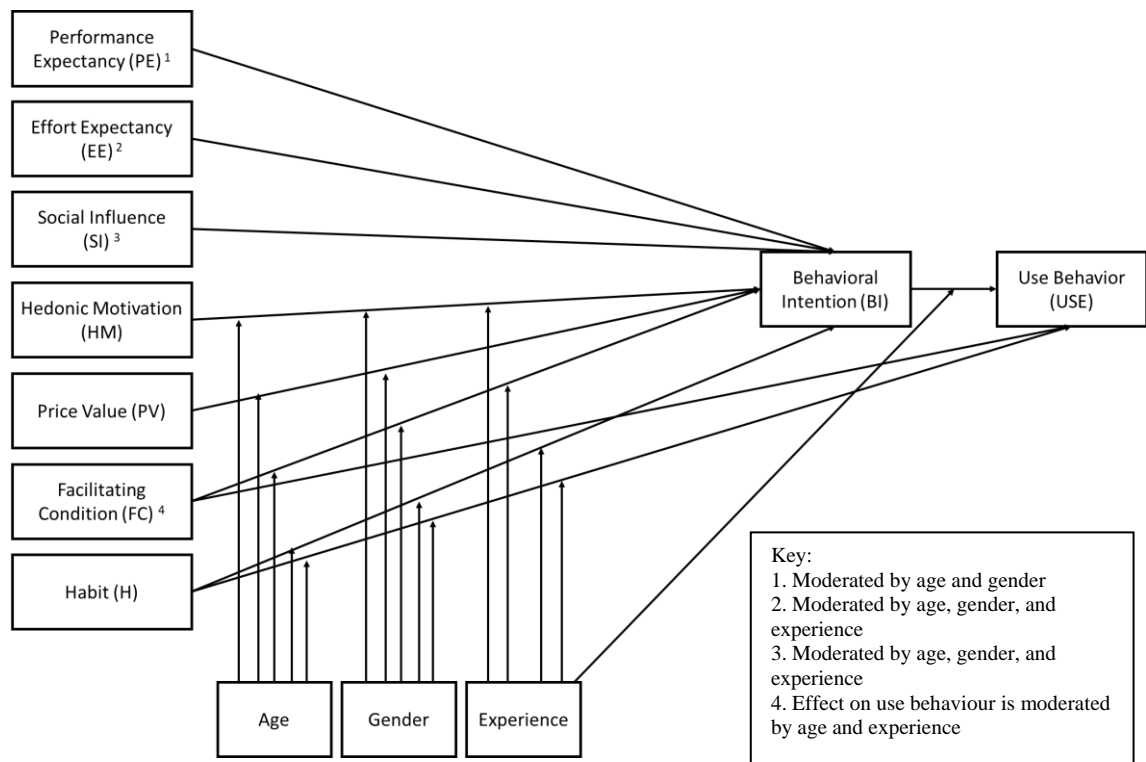 Performance
Expectancy (PE) 1
Effort Expectancy
(EE) 2
Social Influence
(SI) 3
Hedonic Motivation
(HM)
Price Value (PV)
Facilitating
Condition (FC) 4
Habit (H)
Behavioral
Intention (BI)
Use Behavior
(USE)
Age
Gender
Experience
Key:
1. Moderated by age and gender
2. Moderated by age, gender, and
experience
3. Moderated by age, gender, and
experience
4. Effect on use behaviour is moderated
by age and experience